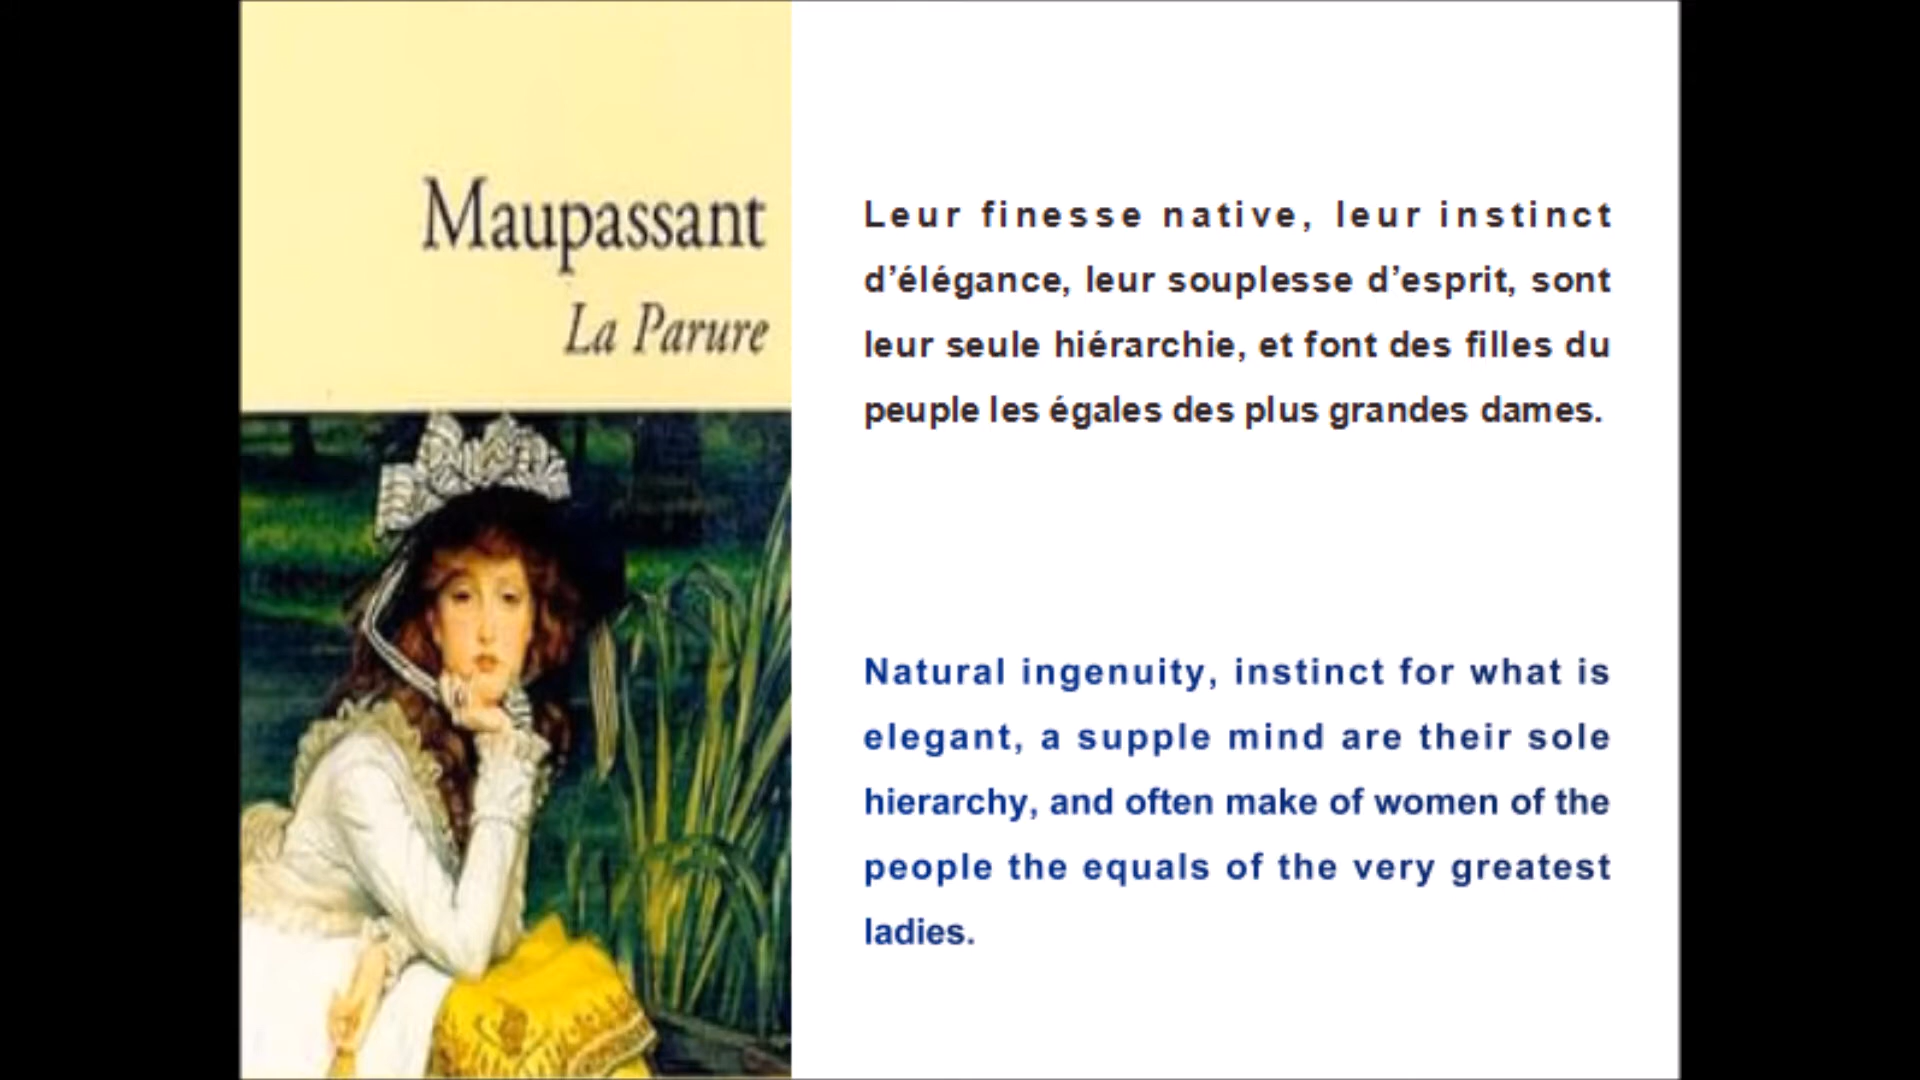 Maupassant
La Parure
Leur finesse native, leur instinct
d’élégance, leur souplesse d’esprit, sont
leur seule hiérarchie, et font des filles du
peuple les égales des plus grandes dames.
Natural ingenuity, instinct for what is
elegant, a supple mind are their sole
hierarchy, and often make of women of the
people the equals of the very greatest
ladies.